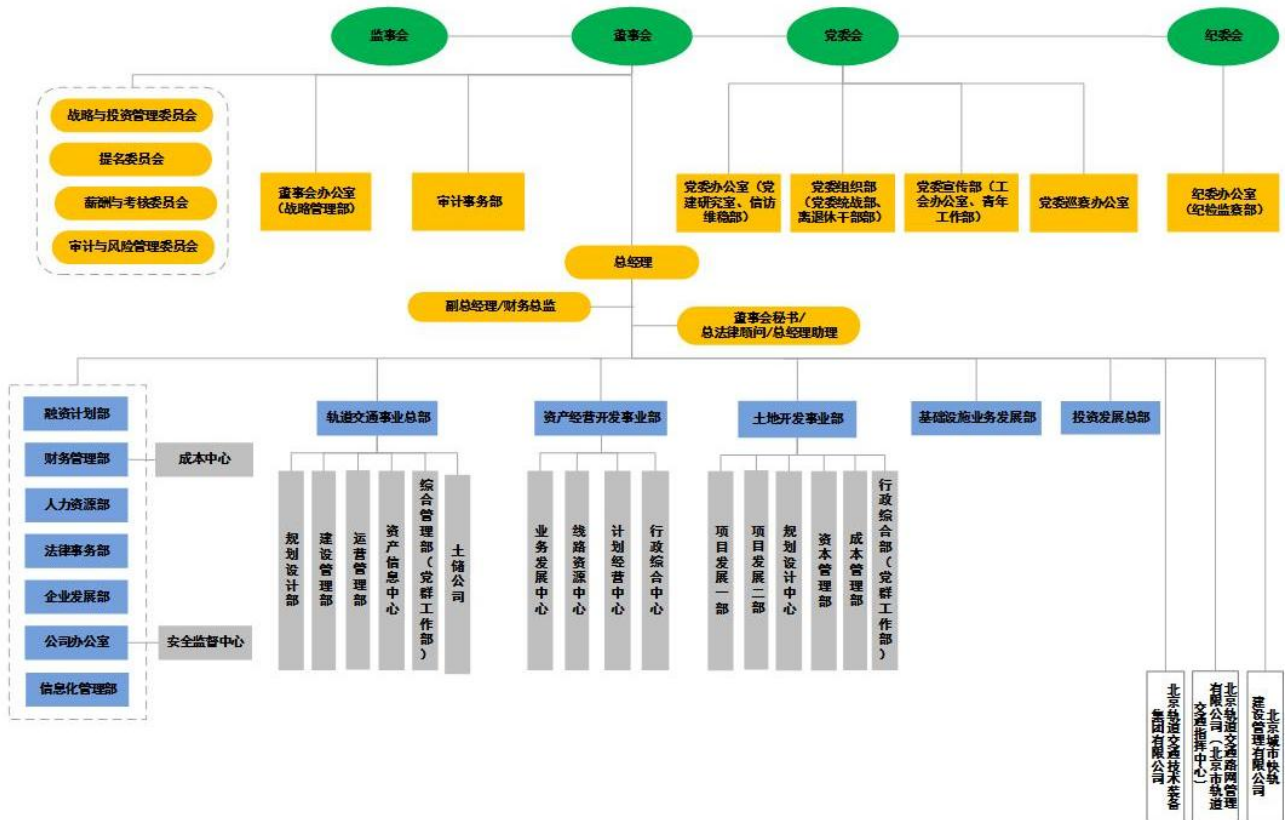 监事会
董事会
党委会
纪委会
战略与投资管理委员会
提名委员会
薪酬与考核委员会
审计与风险管理委员会
董事会办公室
（战略管理部）
审计事务部
党委办公室（党
建研究室、信访
维稳部）
党委组织部
（党委统战部、
离退休干部部）
党委宣传部（工
会办公室、青年
工作部）
党委巡察办公室
纪委办公室
（纪检监察部）
总经理
副总经理/财务总监
董事会秘书/
总法律顾问/总经理助理
融资计划部
财务管理部
人力资源部
法律事务部
企业发展部
公司办公室
信息化管理部
成本中心
安全监督中心
轨道交通事业总部
规划设计部
建设管理部
运营管理部
资产信息中心
综合管理部（党群工作部）
土储公司
资产经营开发事业部
业务发展中心
线路资源中心
计划经营中心
行政综合中心
土地开发事业部
项目发展一部
项目发展二部
规划设计中心
资本管理部
成本管理部
行政综合部（党群工作部）
基础设施业务发展部
投资发展总部
北京轨道交通技术装备
集团有限公司
北京轨道交通路网管理
有限公司（北京市轨道
交通指挥中心）
北京城市快轨
建设管理有限公司